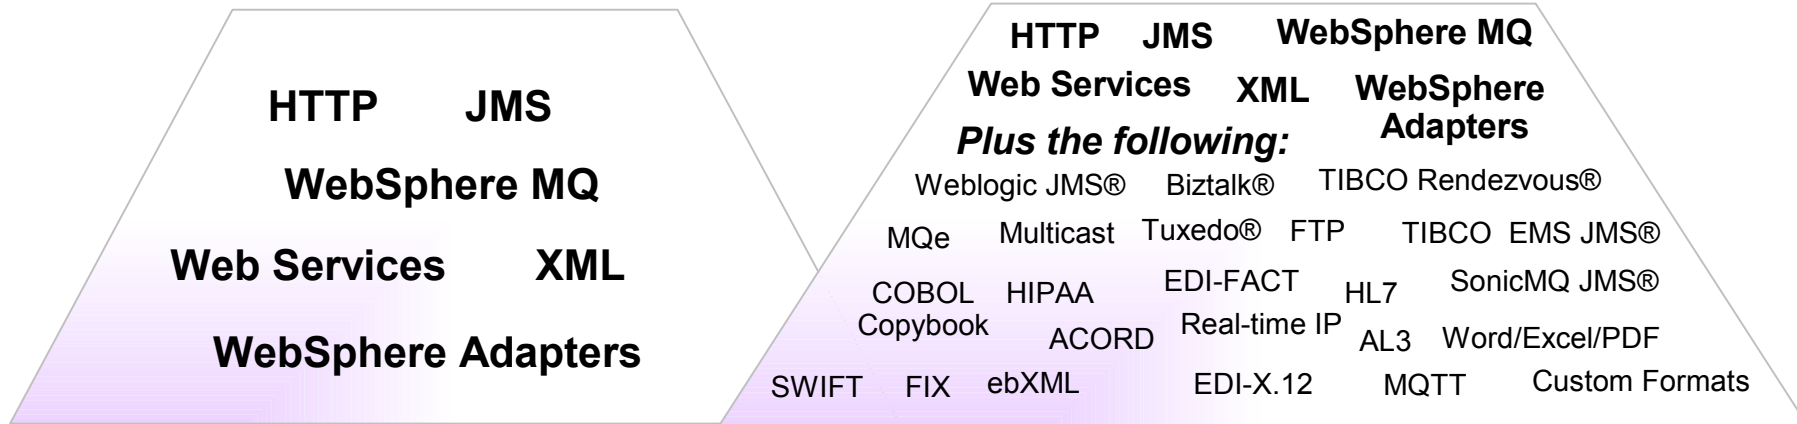 HTTP JMS
WebSphere MQ
Web Services XML
WebSphere Adapters
HTTP JMS WebSphere MQ
Web Services XML WebSphere
Adapters
Plus the following:
Weblogic JMS® Biztalk® TIBCO Rendezvous®
MQe Multicast Tuxedo® FTP TIBCO EMS JMS®
COBOL HIPAA EDI-FACT HL7 SonicMQ JMS®
Copybook ACORD Real-time IP AL3 Word/Excel/PDF
SWIFT FIX ebXML EDI-X.12 MQTT Custom Formats